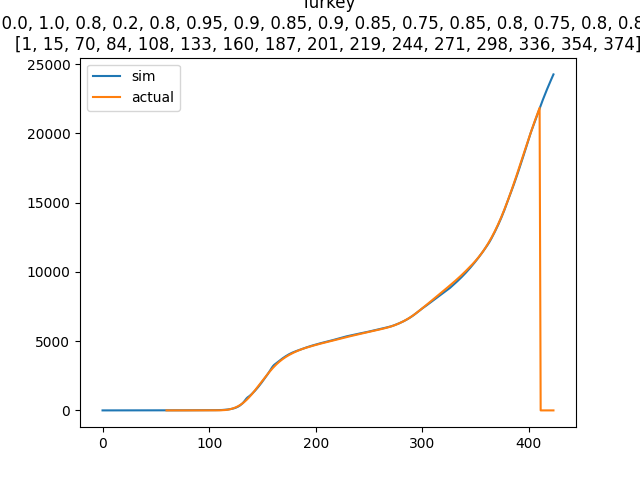 Turkey
0.0, 1.0, 0.8, 0.2, 0.8, 0.95, 0.9, 0.85, 0.9, 0.85, 0.75, 0.85, 0.8, 0.75, 0.8, 0.8
[1, 15, 70, 84, 108, 133, 160, 187, 201, 219, 244, 271, 298, 336, 354, 374]
sim
actual
25000
20000
15000
10000
5000
0
0 100 200 300 400